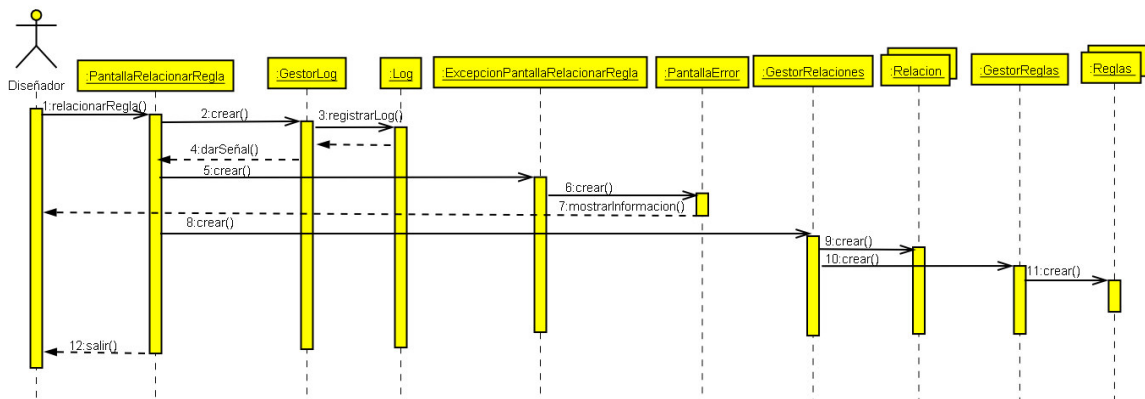 Diseñador
:PantallaRelacionarRegla
:GestorLog
:Log
:ExcepcionPantallaRelacionarRegla
:PantallaError
:GestorRelaciones
:Relacion
:GestorReglas
:Reglas
1:relacionarRegla()
2:crear()
3:registrarLog()
4:darSeñal()
5:crear()
6:crear()
7:mostrarInformacion()
8:crear()
9:crear()
10:crear()
11:crear()
12:salir()